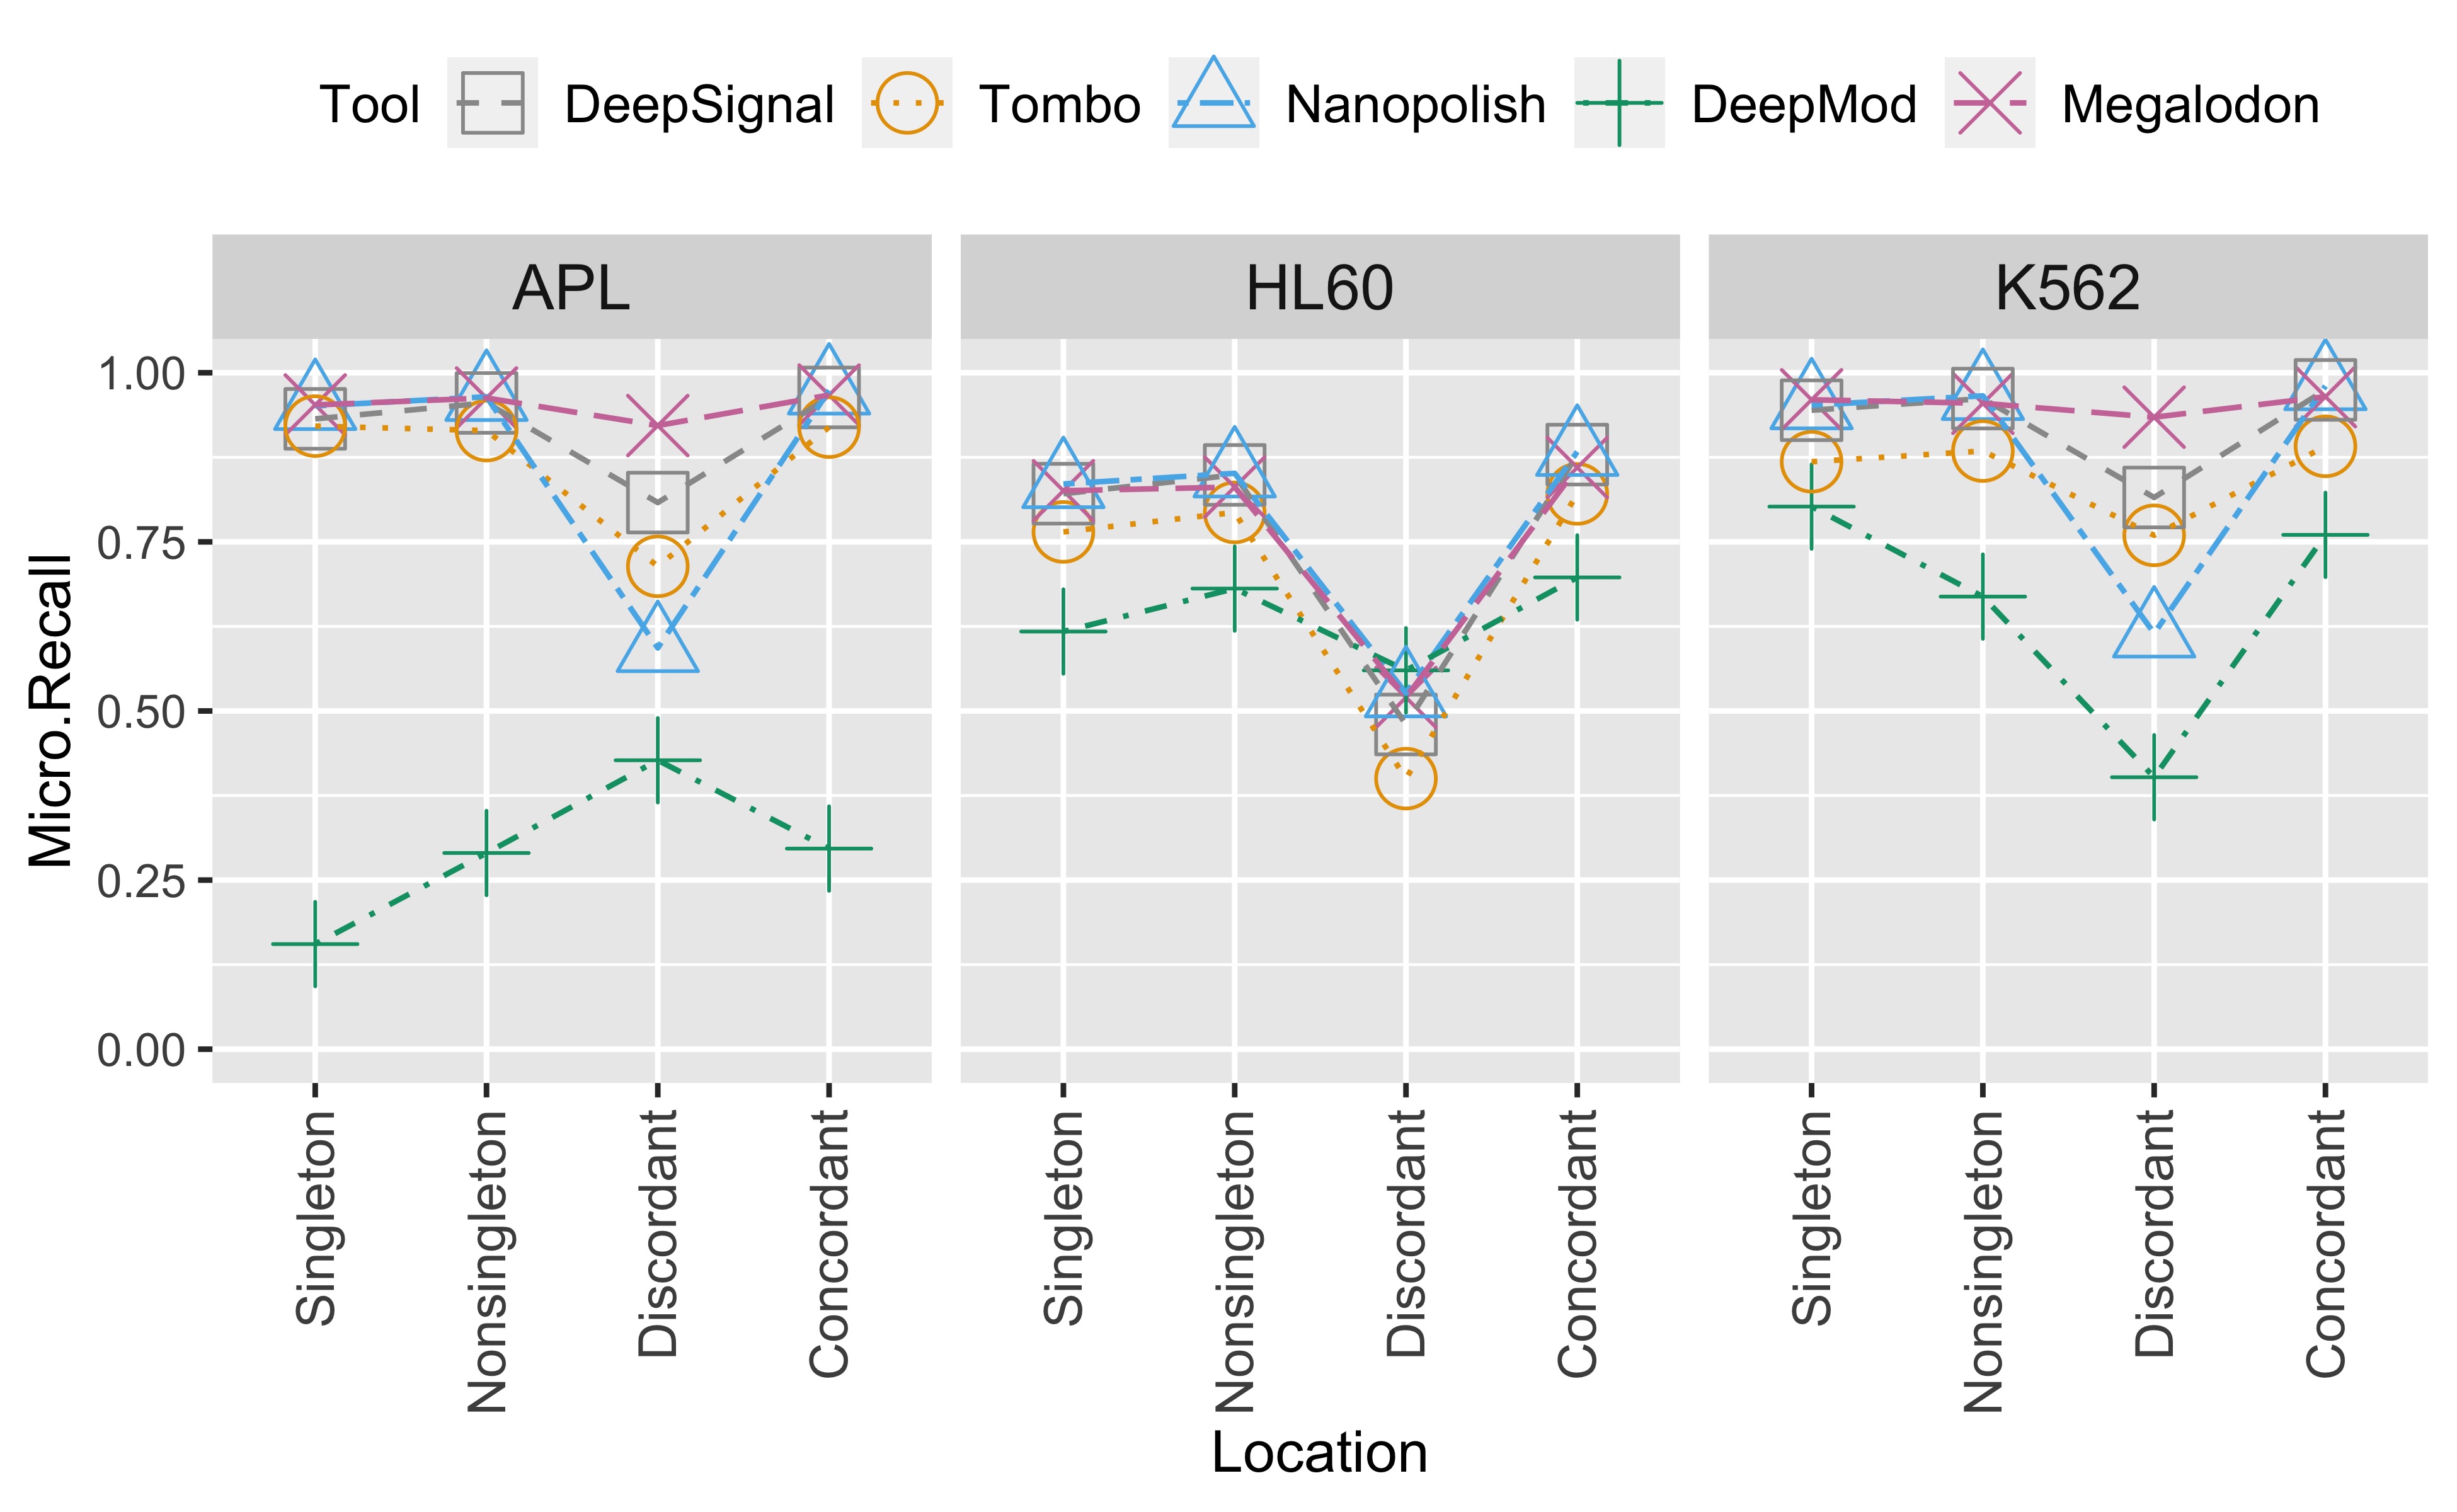 Tool DeepSignal Tombo Nanopolish DeepMod Megalodon
APL HL60 K562
Micro.Recall
1.00
0.75
0.50
0.25
0.00
Singleton Nonsingleton Discordant Concordant Singleton Nonsingleton Discordant Concordant Singleton Nonsingleton Discordant Concordant
Location